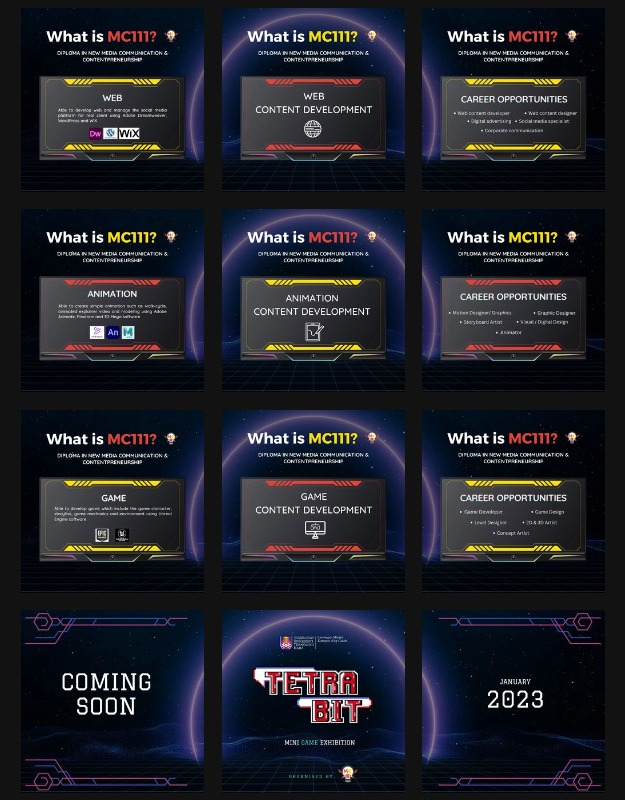 What is MC111?
DIPLOMA IN NEW MEDIA COMMUNICATION &
CONTENTPRENEURSHIP
WEB
Able to develop web and manage the social media
platform for real client using Adobe Dreamweaver,
WordPress and WIX
Dw
WiX
What is MC111?
DIPLOMA IN NEW MEDIA COMMUNICATION &
CONTENTPRENEURSHIP
WEB
CONTENT DEVELOPMENT
What is MC111?
DIPLOMA IN NEW MEDIA COMMUNICATION &
CONTENTPRENEURSHIP
CAREER OPPORTUNITIES
• Web content developer • Web content designer
• Digital advertising • Social media specialist
• Corporate communication
What is MC111?
DIPLOMA IN NEW MEDIA COMMUNICATION &
CONTENTPRENEURSHIP
ANIMATION
Able to create simple animation such as walk-cycle,
animated explainer video and modeling using Adobe
Animate, and 3D Maya software
An
M
What is MC111?
DIPLOMA IN NEW MEDIA COMMUNICATION &
CONTENTPRENEURSHIP
ANIMATION
CONTENT DEVELOPMENT
What is MC111?
DIPLOMA IN NEW MEDIA COMMUNICATION &
CONTENTPRENEURSHIP
CAREER OPPORTUNITIES
• Motion Designer/ Graphics • Graphic Designer
• Storyboard Artist • Visual / Digital Design
• Animator
What is MC111?
DIPLOMA IN NEW MEDIA COMMUNICATION &
CONTENTPRENEURSHIP
GAME
Able to develop game which include the game character,
storyline, game mechanics and environment using Unreal
Engine software
EPIC
What is MC111?
DIPLOMA IN NEW MEDIA COMMUNICATION &
CONTENTPRENEURSHIP
GAME
CONTENT DEVELOPMENT
What is MC111?
DIPLOMA IN NEW MEDIA COMMUNICATION &
CONTENTPRENEURSHIP
CAREER OPPORTUNITIES
• Game Developer • Game Design
• Level Designer • 2D & 3D Artist
• Concept Artist
COMING
SOON
UNIVERSITI
TEKNOLOGI
MARA
TETRA
BIT
MINI GAME EXHIBITION
ORGANISED BY
JANUARY
2023